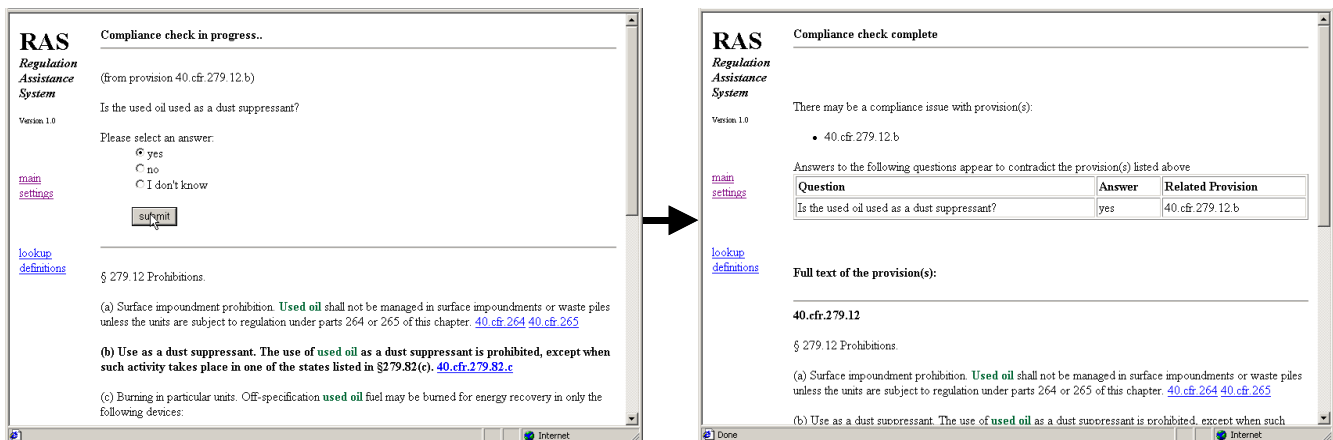 RAS
Regulation
Assistance
System
Version 1.0
main
settings
lookup
definitions
Compliance check in progress..
(from provision 40.cfr.279.12.b)
Is the used oil used as a dust suppressant?
Please select an answer:
yes
no
I don't know
submit
§ 279.12 Prohibitions.
(a) Surface impoundment prohibition. Used oil shall not be managed in surface impoundments or waste piles
unless the units are subject to regulation under parts 264 or 265 of this chapter. 40.cfr.264 40.cfr.265
(b) Use as a dust suppressant. The use of used oil as a dust suppressant is prohibited, except when
such activity takes place in one of the states listed in §279.82(c). 40.cfr.279.82.c
(c) Burning in particular units. Off-specification used oil fuel may be burned for energy recovery in only the
following devices:
Internet
RAS
Regulation
Assistance
System
Version 1.0
main
settings
lookup
definitions
Compliance check complete
There may be a compliance issue with provision(s):
• 40.cfr.279.12.b
Answers to the following questions appear to contradict the provision(s) listed above
Question Answer Related Provision
Is the used oil used as a dust suppressant? yes 40.cfr.279.12.b
Full text of the provision(s):
40.cfr.279.12
§ 279.12 Prohibitions.
(a) Surface impoundment prohibition. Used oil shall not be managed in surface impoundments or waste piles
unless the units are subject to regulation under parts 264 or 265 of this chapter. 40.cfr.264 40.cfr.265
(b) Use as a dust suppressant. The use of used oil as a dust suppressant is prohibited, except when such
Done
Internet